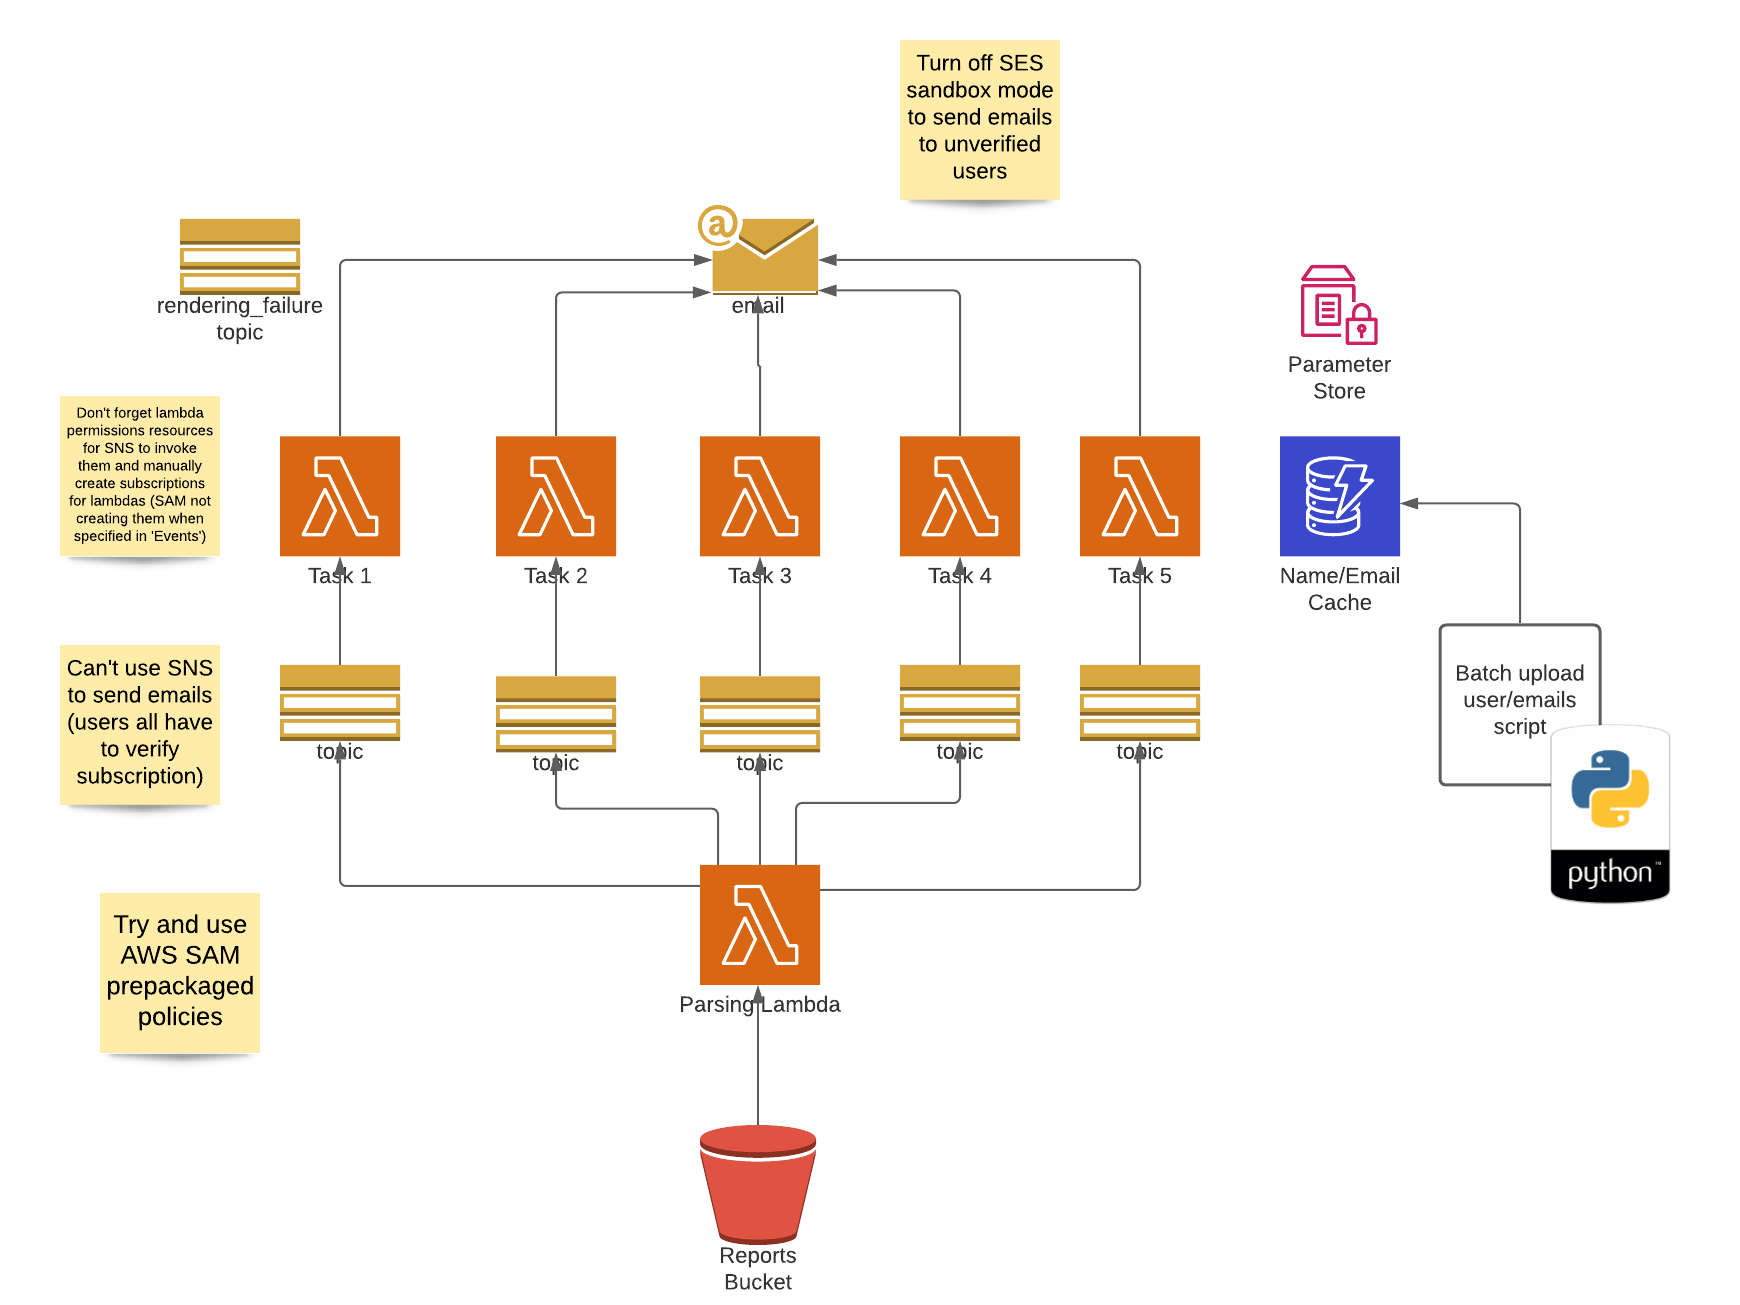 Turn off SES
sandbox mode
to send emails
to unverified
users
@
rendering_failure
topic
email
Parameter
Store
Don't forget lambda
permissions resources
for SNS to invoke
them and manually
create subscriptions
for lambdas (SAM not
creating them when
specified in 'Events')
Task 1
Task 2
Task 3
Task 4
Task 5
Name/Email
Cache
Can't use SNS
to send emails
(users all have
to verify
subscription)
topic
topic
topic
topic
topic
Batch upload
user/emails
script
python™
Try and use
AWS SAM
prepackaged
policies
Parsing Lambda
Reports
Bucket